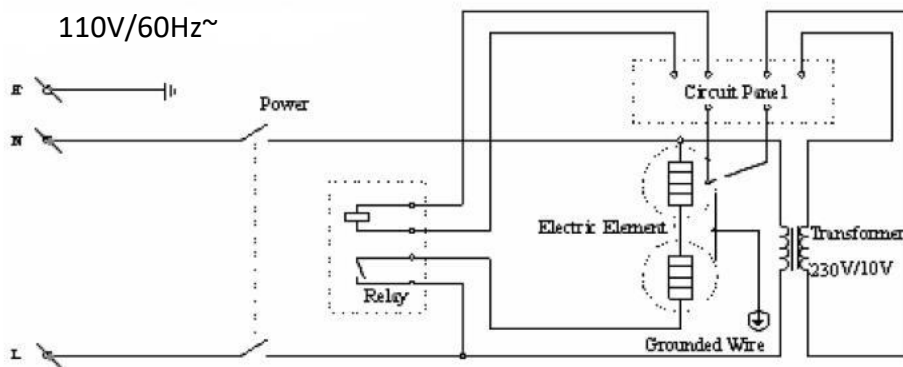 110V/60Hz~
E
Power
Circuit Panel
N
Electric Element
Transformer
230V/10V
Relay
Grounded Wire
L